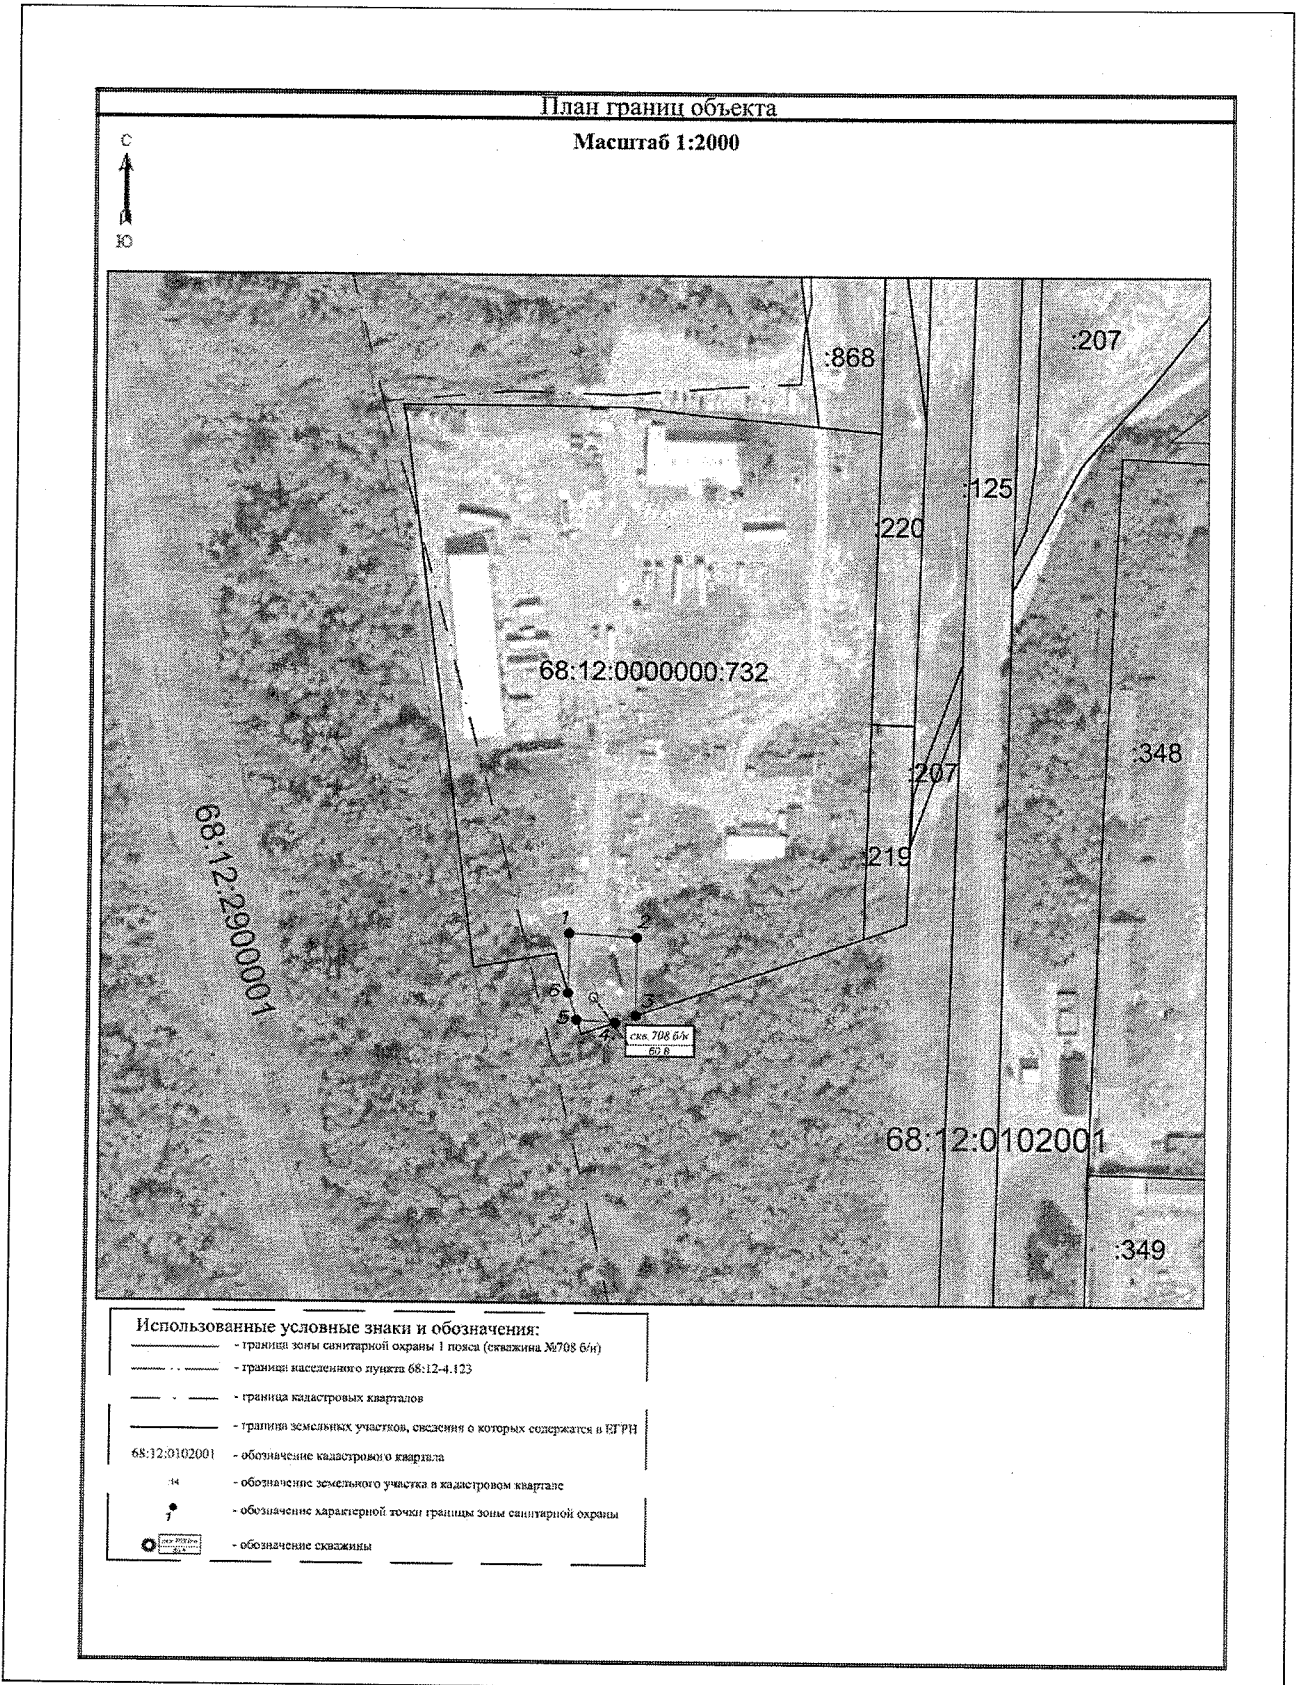 План границ объекта
Масштаб 1:2000
С
Ю
:868
:207
:125
:220
68:12:0000000:732
:348
:207
:219
68:12:2900001
1
2
6
3
5
4
скв. 708 б/н
60 В
68:12:0102001
:349
Использованные условные знаки и обозначения:
- граница зоны санитарной охраны 1 пояса (скважина №708 б/н)
- граница населенного пункта 68:12-4.123
- граница кадастровых кварталов
- граница земельных участков, сведения о которых содержатся в ЕГРН
68:12:0102001 - обозначение кадастрового квартала
:14 - обозначение земельного участка в кадастровом квартале
1 - обозначение характерной точки границы зоны санитарной охраны
- обозначение скважины